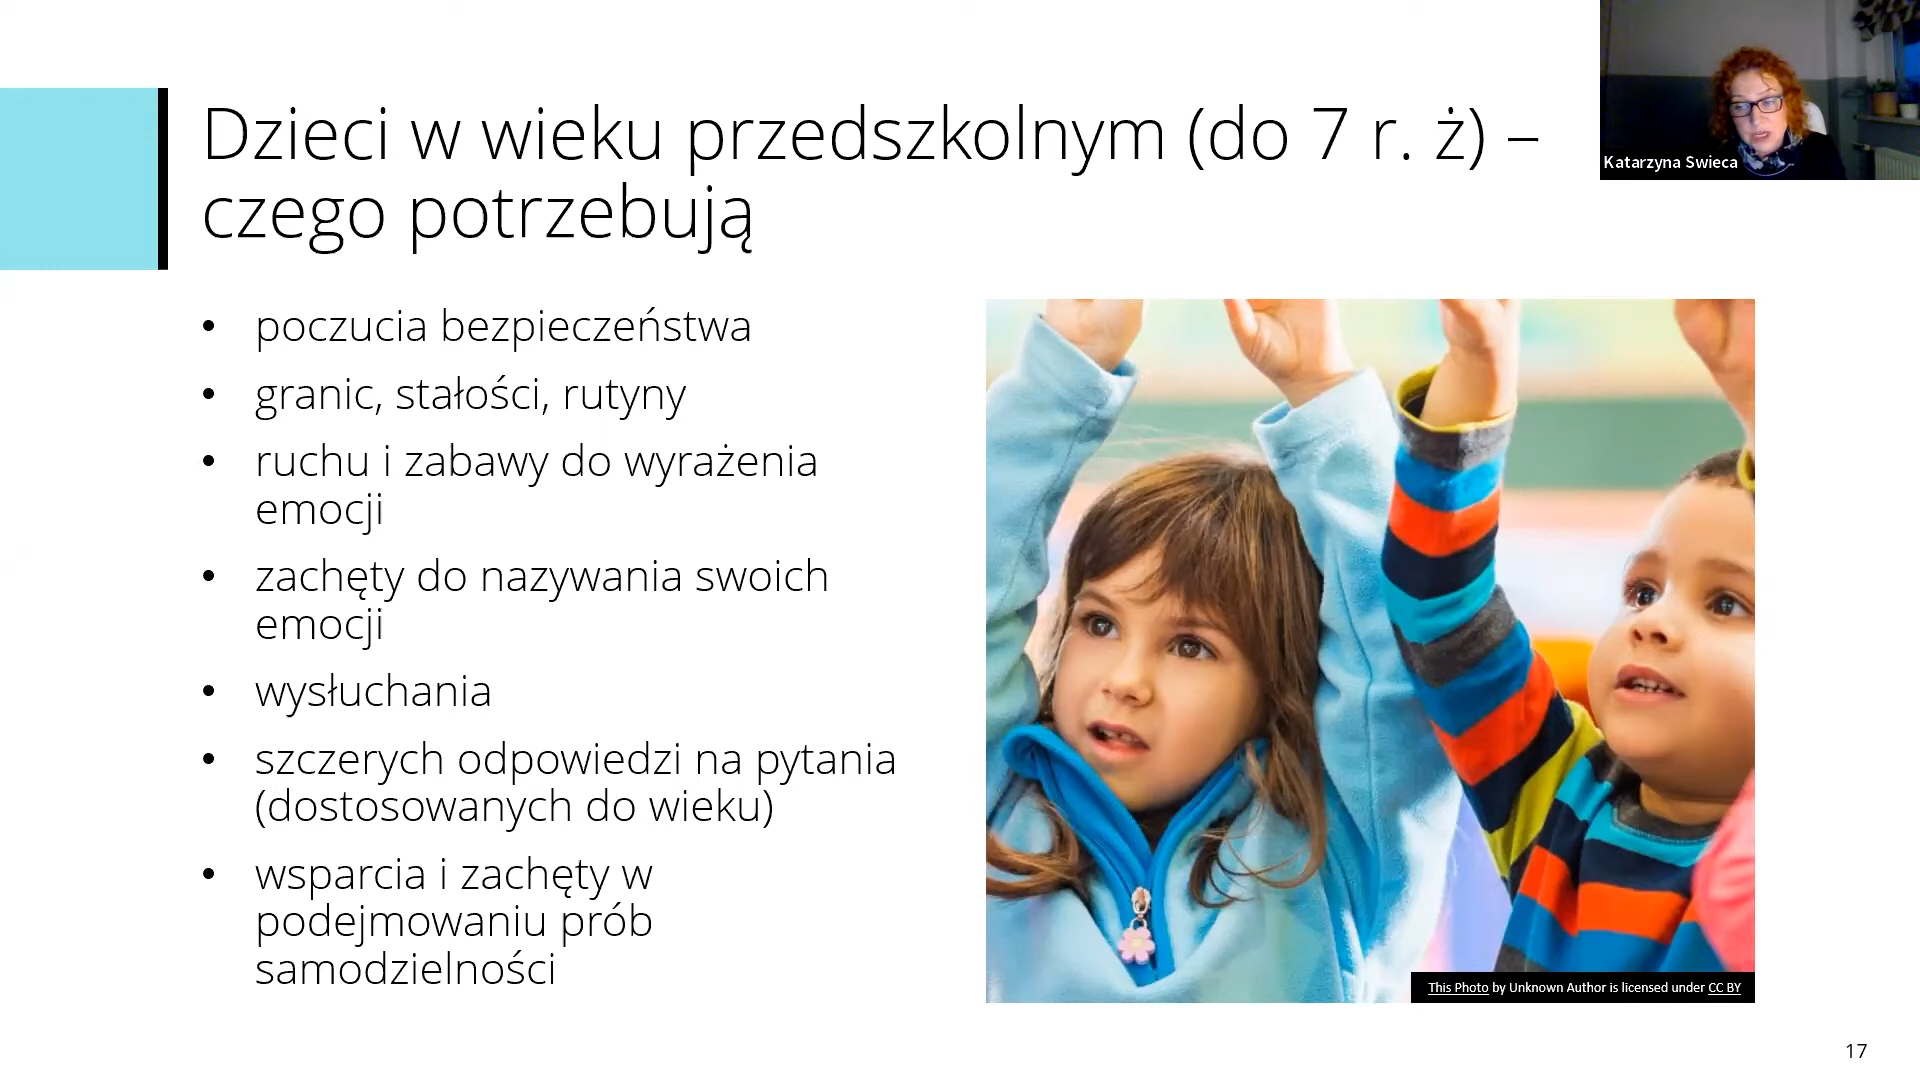 Dzieci w wieku przedszkolnym (do 7 r. ż) –
czego potrzebują
Katarzyna Swieca
• poczucia bezpieczeństwa
• granic, stałości, rutyny
• ruchu i zabawy do wyrażenia
emocji
• zachęty do nazywania swoich
emocji
• wysłuchania
• szczerych odpowiedzi na pytania
(dostosowanych do wieku)
• wsparcia i zachęty w
podejmowaniu prób
samodzielności
This Photo by Unknown Author is licensed under CC BY
17